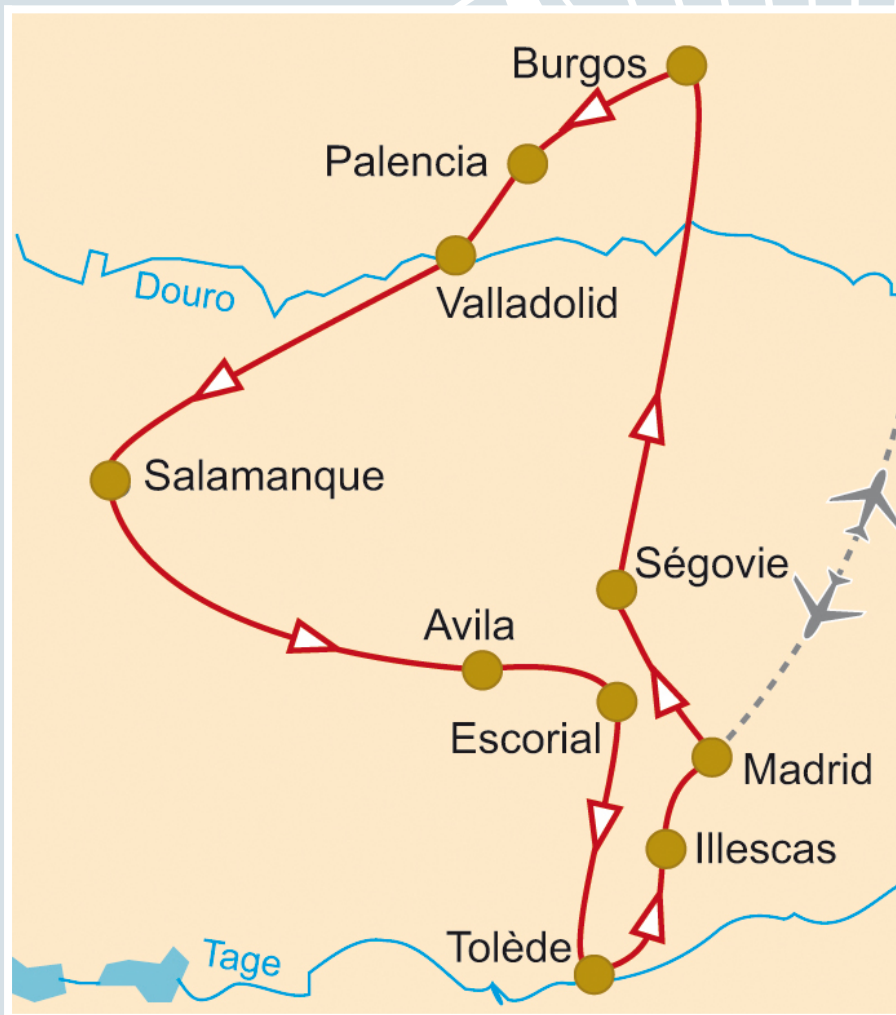 Burgos
Palencia
Douro
Valladolid
Salamanque
Ségovie
Avila
Escorial
Madrid
Illescas
Tolède
Tage